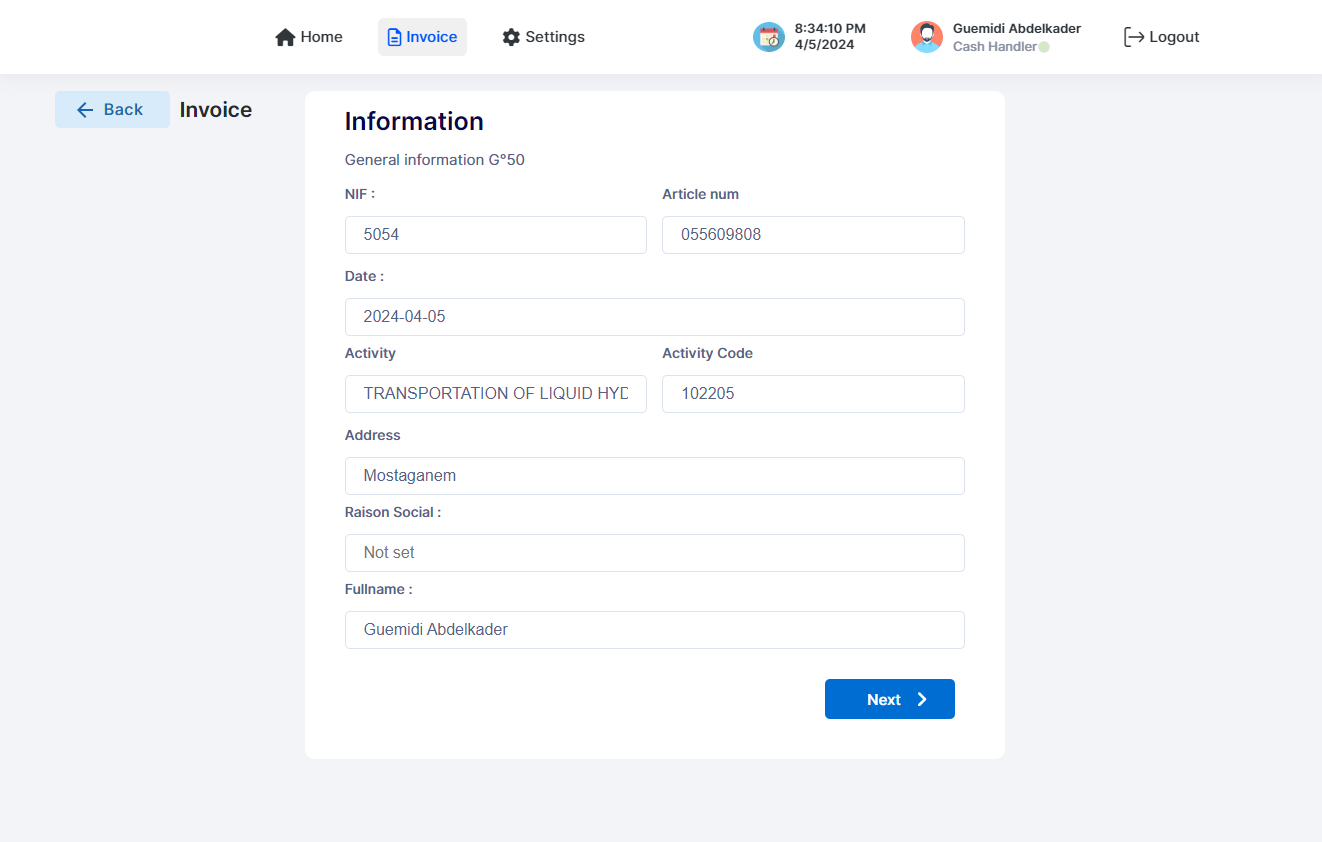 Home
Invoice
Settings
8:34:10 PM
4/5/2024
Guemidi Abdelkader
Cash Handler
Logout
Back
Invoice
Information
General information G°50
NIF :
Article num
5054
055609808
Date :
2024-04-05
Activity
Activity Code
TRANSPORTATION OF LIQUID HYD
102205
Address
Mostaganem
Raison Social :
Not set
Fullname :
Guemidi Abdelkader
Next